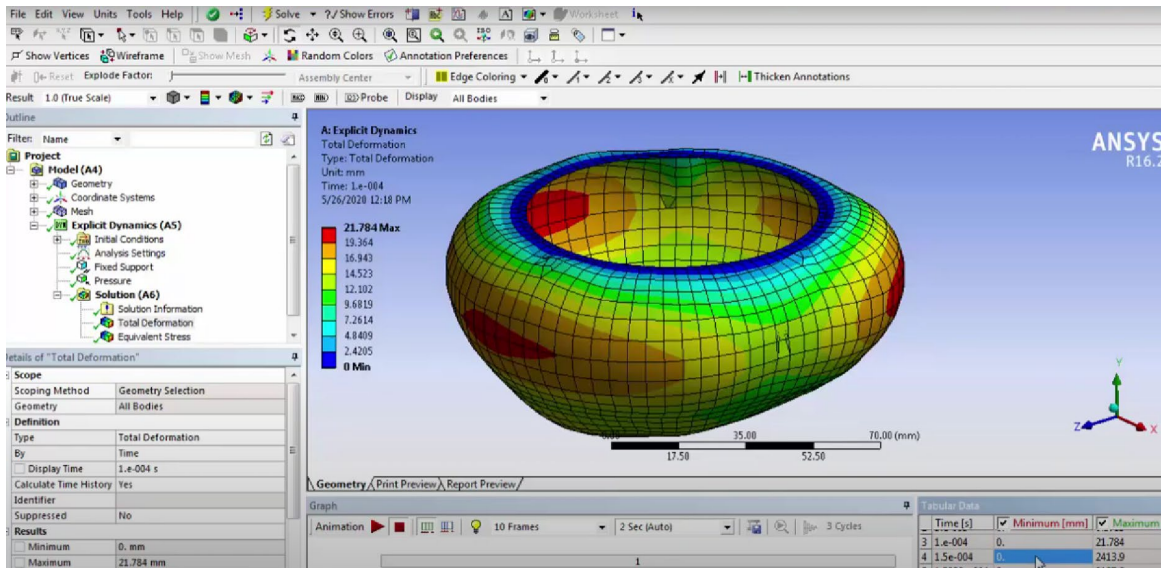 File Edit View Units Tools Help Solve ?/ Show Errors A Worksheet
Show Vertices Wireframe Show Mesh Random Colors Annotation Preferences
Reset Explode Factor: Assembly Center Edge Coloring Thicken Annotations
Result 1.0 (True Scale) Probe Display All Bodies
Outline
Filter: Name
Project
Model (A4)
Geometry
Coordinate Systems
Mesh
Explicit Dynamics (A5)
Initial Conditions
Analysis Settings
Fixed Support
Pressure
Solution (A6)
Solution Information
Total Deformation
Equivalent Stress
Details of "Total Deformation"
Scope
Scoping Method Geometry Selection
Geometry All Bodies
Definition
Type Total Deformation
By Time
Display Time 1.e-004 s
Calculate Time History Yes
Identifier
Suppressed No
Results
Minimum 0. mm
Maximum 21.784 mm
A: Explicit Dynamics
Total Deformation
Type: Total Deformation
Unit: mm
Time: 1.e-004
5/26/2020 12:18 PM
21.784 Max
19.364
16.943
14.523
12.102
9.6819
7.2614
4.8409
2.4205
0 Min
ANSYS
R16.2
Y
Z
X
0.00 35.00 70.00 (mm)
17.50 52.50
Geometry Print Preview Report Preview
Graph
Animation 10 Frames 2 Sec (Auto) 3 Cycles
1
Tabular Data
Time [s] Minimum [mm] Maximum
3 1.e-004 0. 21.784
4 1.5e-004 0. 2413.9